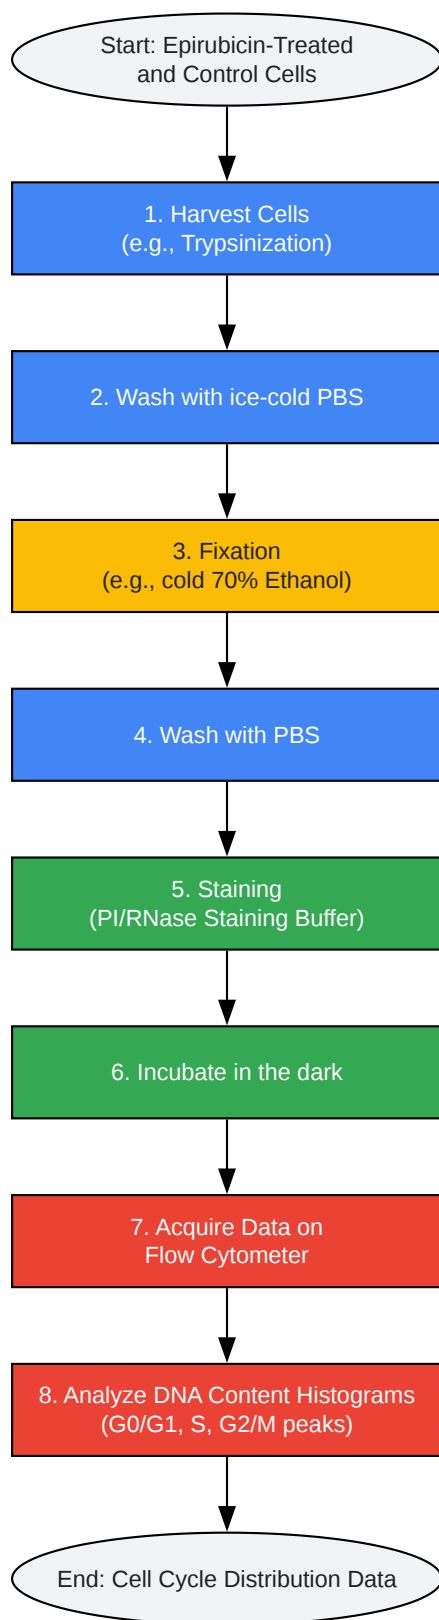 Start: Epirubicin-Treated
and Control Cells
1. Harvest Cells
(e.g., Trypsinization)
2. Wash with ice-cold PBS
3. Fixation
(e.g., cold 70% Ethanol)
4. Wash with PBS
5. Staining
(PI/RNase Staining Buffer)
6. Incubate in the dark
7. Acquire Data on
Flow Cytometer
8. Analyze DNA Content Histograms
(G0/G1, S, G2/M peaks)
End: Cell Cycle Distribution Data